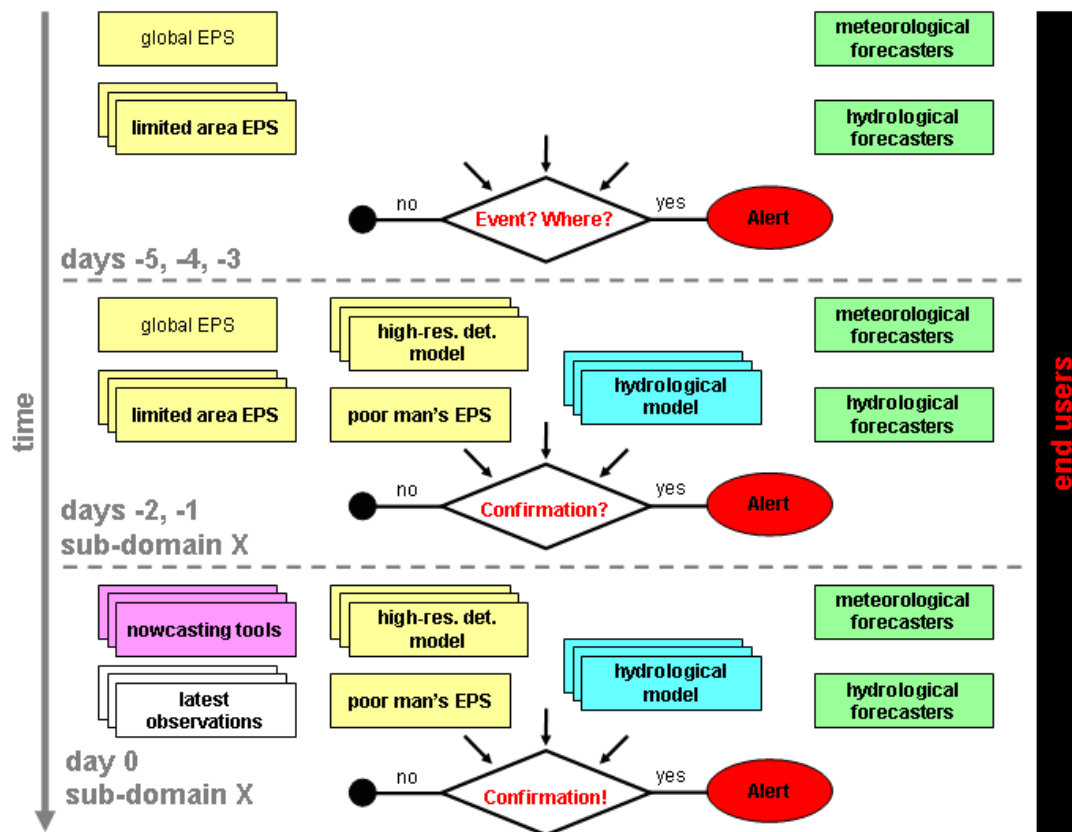 global EPS
meteorological
forecasters
limited area EPS
hydrological
forecasters
no
Event? Where?
yes
Alert
days -5, -4, -3
global EPS
high-res. det.
model
meteorological
forecasters
limited area EPS
poor man's EPS
hydrological
model
hydrological
forecasters
no
Confirmation?
yes
Alert
days -2, -1
sub-domain X
nowcasting tools
high-res. det.
model
meteorological
forecasters
latest
observations
poor man's EPS
hydrological
model
hydrological
forecasters
no
Confirmation!
yes
Alert
day 0
sub-domain X
time
end users